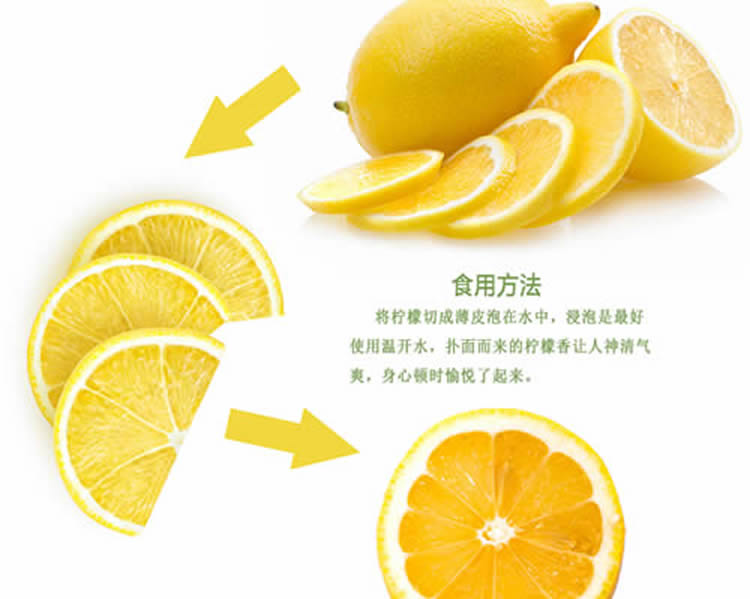 食用方法
将柠檬切成薄皮泡在水中，浸泡是最好
使用温开水，扑面而来的柠檬香让人神清气
爽，身心顿时愉悦了起来。